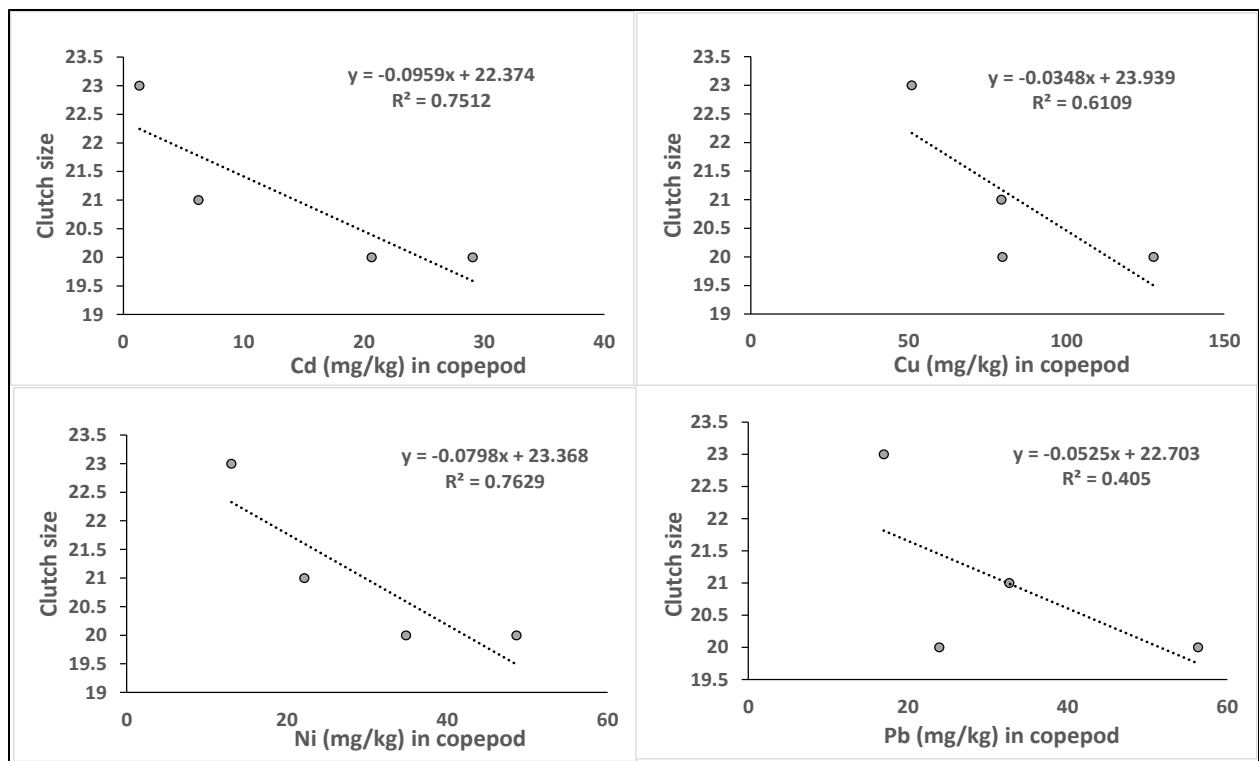 23.5
23
22.5
22
21.5
21
20.5
20
19.5
19
Clutch size
y = -0.0959x + 22.374
R² = 0.7512
0 10 20 30 40
Cd (mg/kg) in copepod
23.5
23
22.5
22
21.5
21
20.5
20
19.5
19
Clutch size
y = -0.0348x + 23.939
R² = 0.6109
0 50 100 150
Cu (mg/kg) in copepod
23.5
23
22.5
22
21.5
21
20.5
20
19.5
19
Clutch size
y = -0.0798x + 23.368
R² = 0.7629
0 20 40 60
Ni (mg/kg) in copepod
23.5
23
22.5
22
21.5
21
20.5
20
19.5
Clutch size
y = -0.0525x + 22.703
R² = 0.405
0 20 40 60
Pb (mg/kg) in copepod